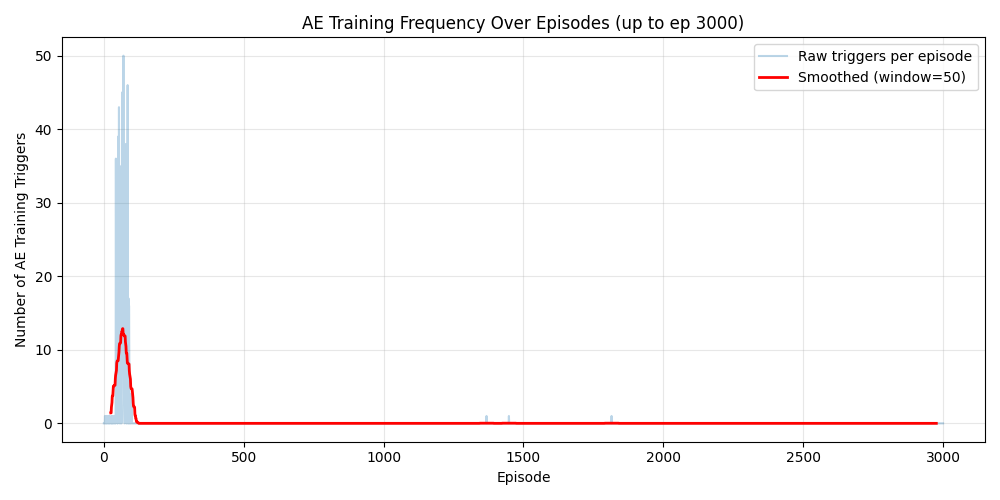 AE Training Frequency Over Episodes (up to ep 3000)
Raw triggers per episode
Smoothed (window=50)
Number of AE Training Triggers
50
40
30
20
10
0
0 500 1000 1500 2000 2500 3000
Episode